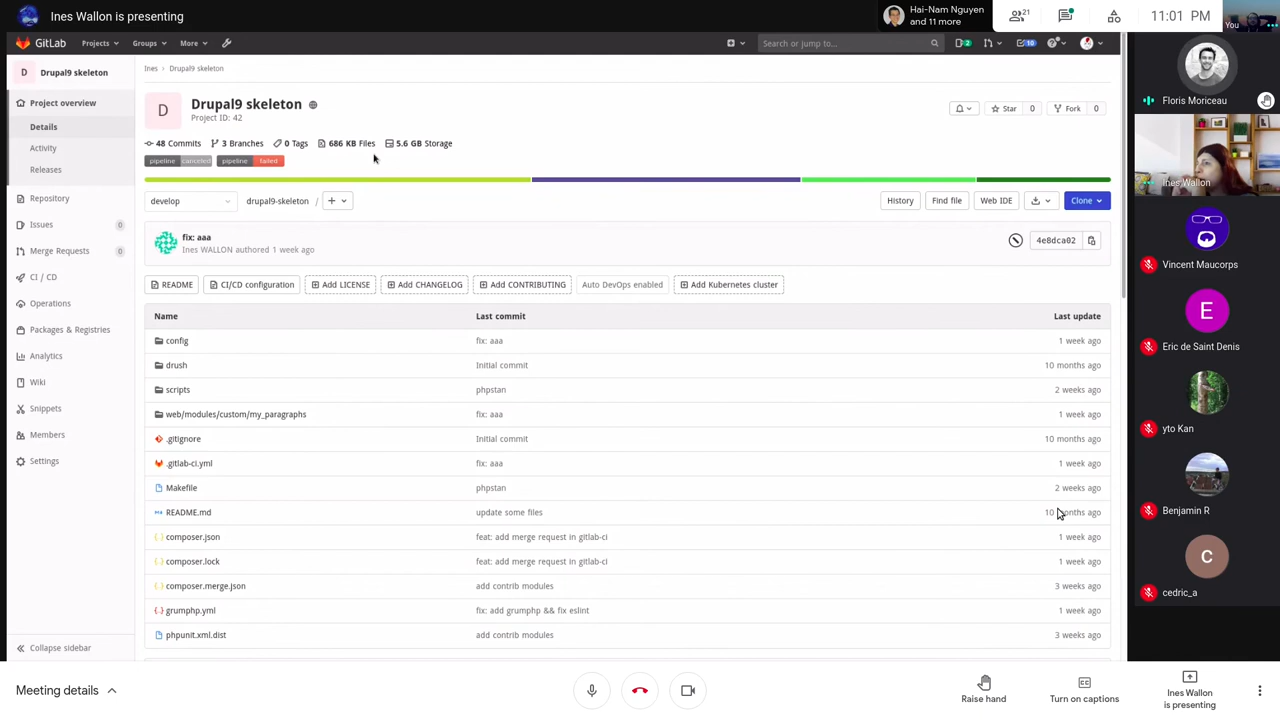 Ines Wallon is presenting
Hai-Nam Nguyen
and 11 more
21
11:01 PM
You
GitLab
Projects
Groups
More
Search or jump to...
2
10
D
Drupal9 skeleton
Project overview
Details
Activity
Releases
Repository
Issues
0
Merge Requests
0
CI / CD
Operations
Packages & Registries
Analytics
Wiki
Snippets
Members
Settings
Collapse sidebar
Ines
Drupal9 skeleton
D
Drupal9 skeleton
Project ID: 42
Star
0
Fork
0
48 Commits
3 Branches
0 Tags
686 KB Files
5.6 GB Storage
pipeline canceled
pipeline failed
develop
drupal9-skeleton /
History
Find file
Web IDE
Clone
fix: aaa
Ines WALLON authored 1 week ago
4e8dca02
README
CI/CD configuration
Add LICENSE
Add CHANGELOG
Add CONTRIBUTING
Auto DevOps enabled
Add Kubernetes cluster
Name Last commit Last update
config fix: aaa 1 week ago
drush Initial commit 10 months ago
scripts phpstan 2 weeks ago
web/modules/custom/my_paragraphs fix: aaa 1 week ago
.gitignore Initial commit 10 months ago
.gitlab-ci.yml fix: aaa 1 week ago
Makefile phpstan 2 weeks ago
README.md update some files 10 months ago
composer.json feat: add merge request in gitlab-ci 1 week ago
composer.lock feat: add merge request in gitlab-ci 1 week ago
composer.merge.json add contrib modules 3 weeks ago
grumphp.yml fix: add grumphp && fix eslint 1 week ago
phpunit.xml.dist add contrib modules 3 weeks ago
Floris Moriceau
Ines Wallon
Vincent Maucorps
E
Eric de Saint Denis
yto Kan
Benjamin R
C
cedric_a
Meeting details
Raise hand
CC
Turn on captions
Ines Wallon
is presenting